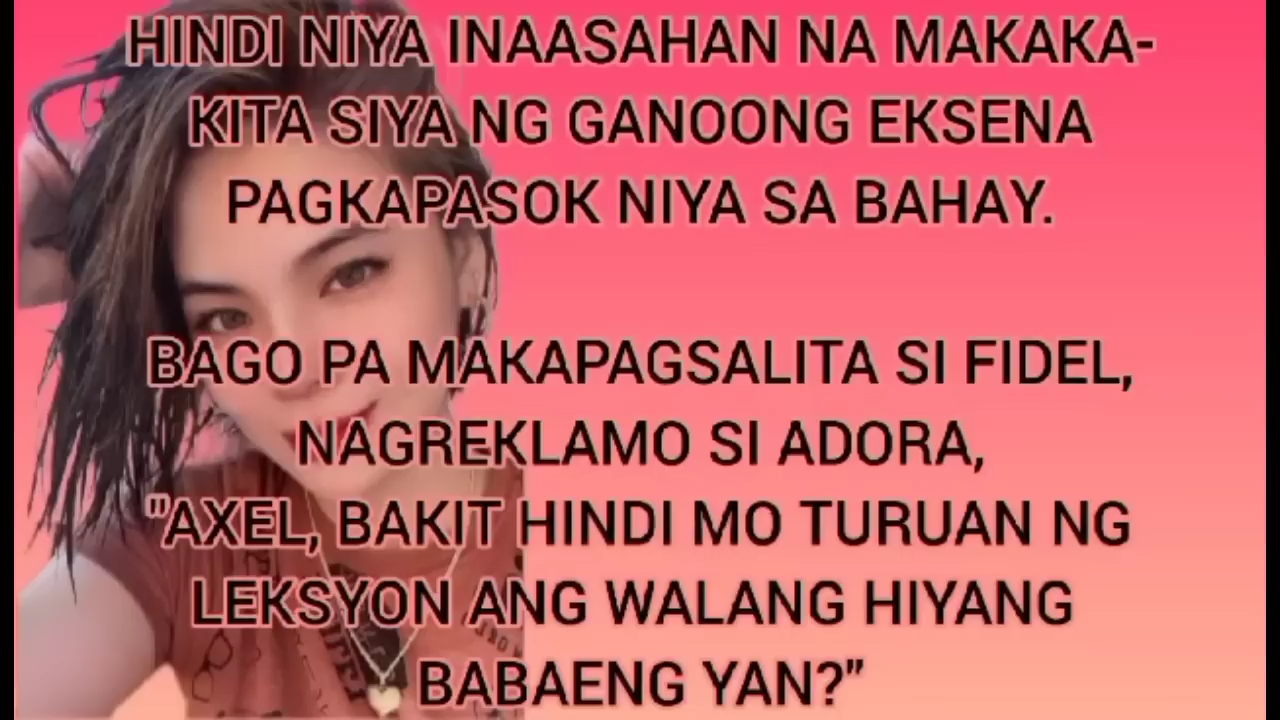 HINDI NIYA INAASAHAN NA MAKAKA-
KITA SIYA NG GANOONG EKSENA
PAGKAPASOK NIYA SA BAHAY.
BAGO PA MAKAPAGSALITA SI FIDEL,
NAGREKLAMO SI ADORA,
"AXEL, BAKIT HINDI MO TURUAN NG
LEKSYON ANG WALANG HIYANG
BABAENG YAN?"